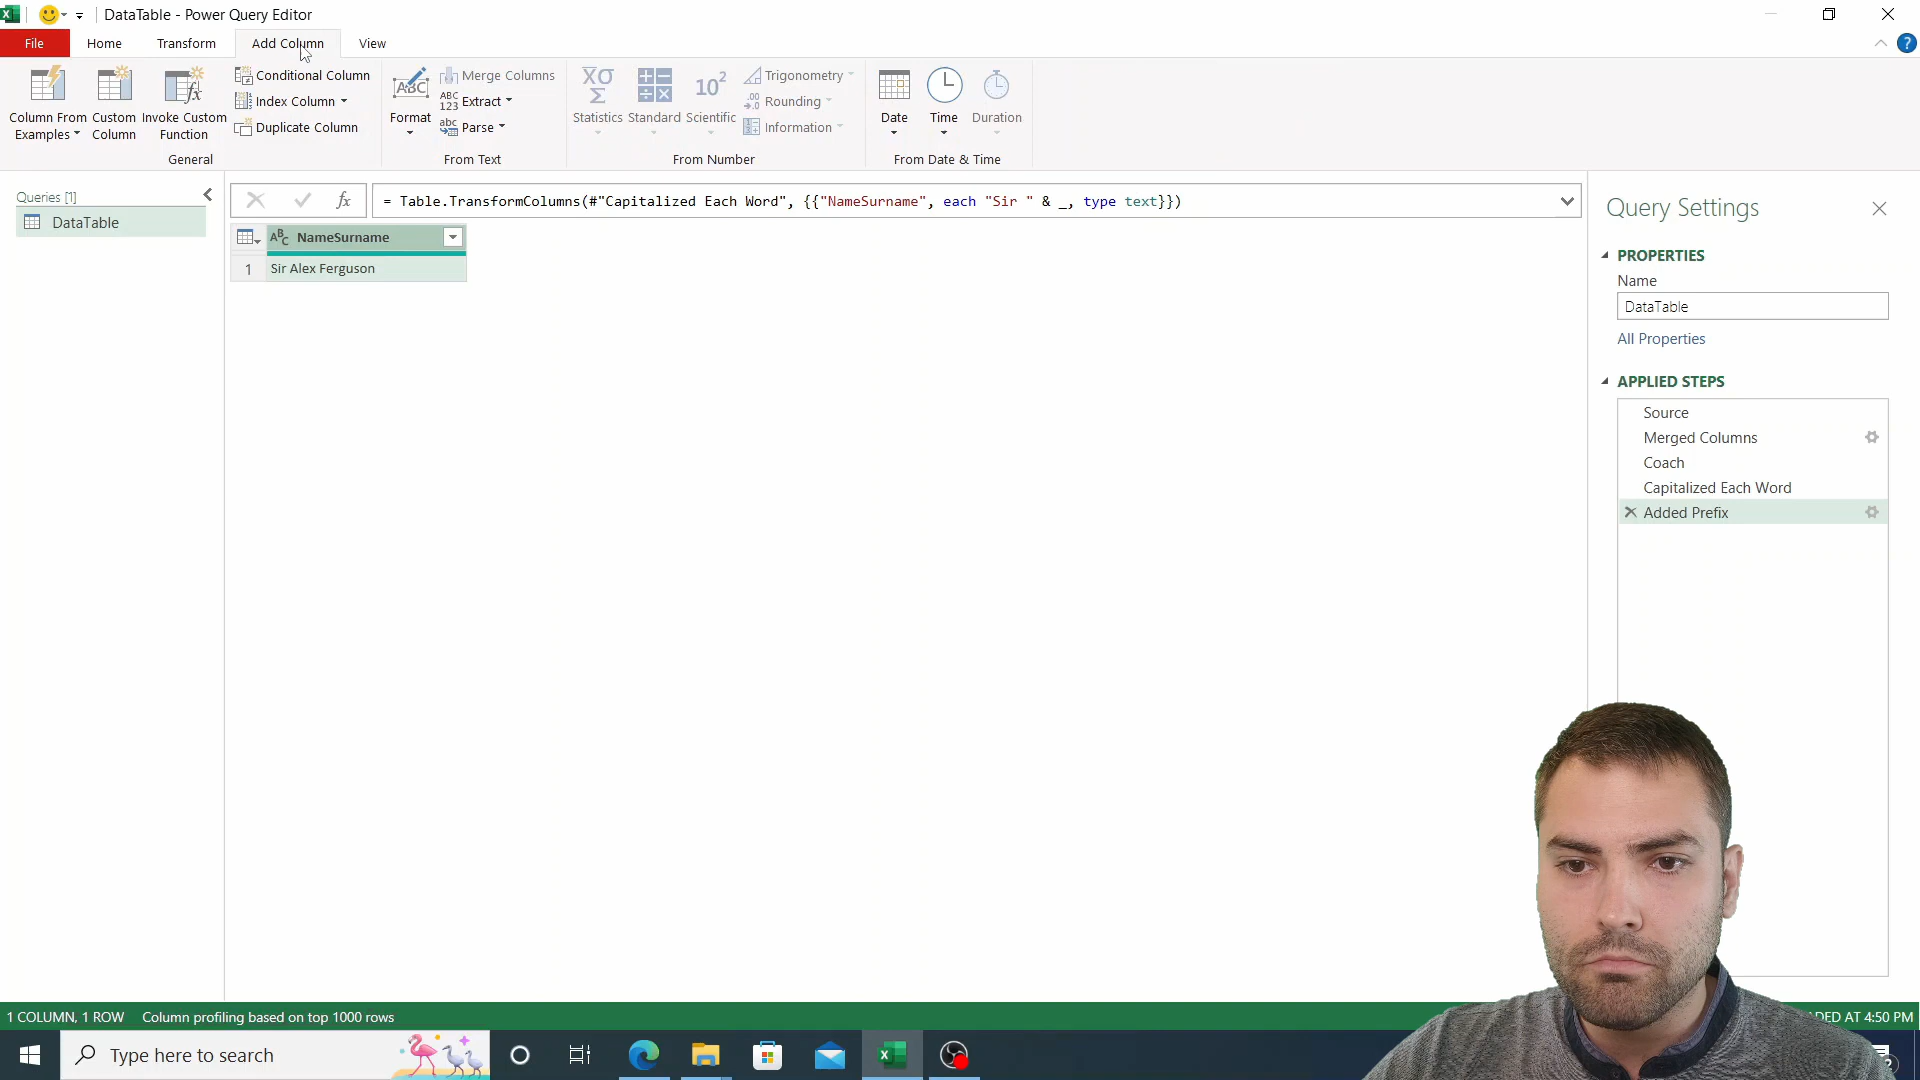 DataTable - Power Query Editor
File Home Transform Add Column View
Column From Examples
Custom Column
Invoke Custom Function
Conditional Column
Index Column
Duplicate Column
General
Format
Merge Columns
Extract
Parse
From Text
Statistics
Standard
Scientific
Trigonometry
Rounding
Information
From Number
Date
Time
Duration
From Date & Time
Queries [1]
DataTable
= Table.TransformColumns(#"Capitalized Each Word", {{"NameSurname", each "Sir " & _, type text}})
NameSurname
1 Sir Alex Ferguson
Query Settings
PROPERTIES
Name
DataTable
All Properties
APPLIED STEPS
Source
Merged Columns
Coach
Capitalized Each Word
Added Prefix
1 COLUMN, 1 ROW Column profiling based on top 1000 rows
AT 4:50 PM
Type here to search